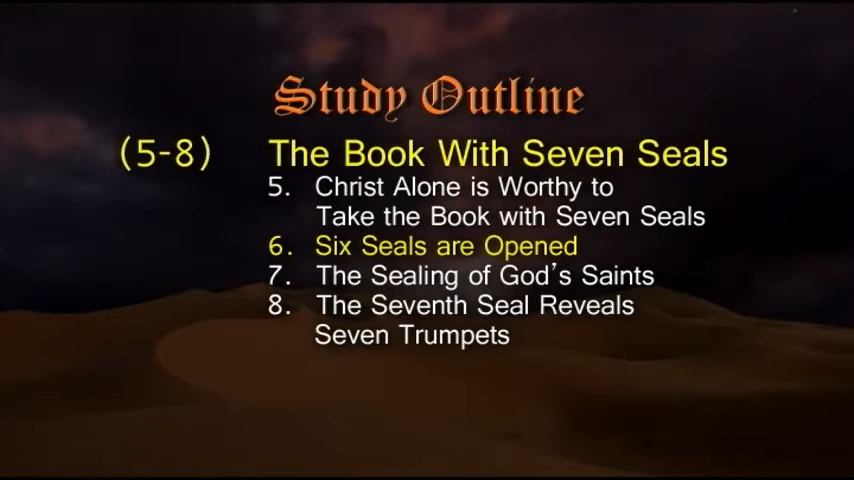 Study Outline
(5-8) The Book With Seven Seals
5. Christ Alone is Worthy to
Take the Book with Seven Seals
6. Six Seals are Opened
7. The Sealing of God's Saints
8. The Seventh Seal Reveals
Seven Trumpets